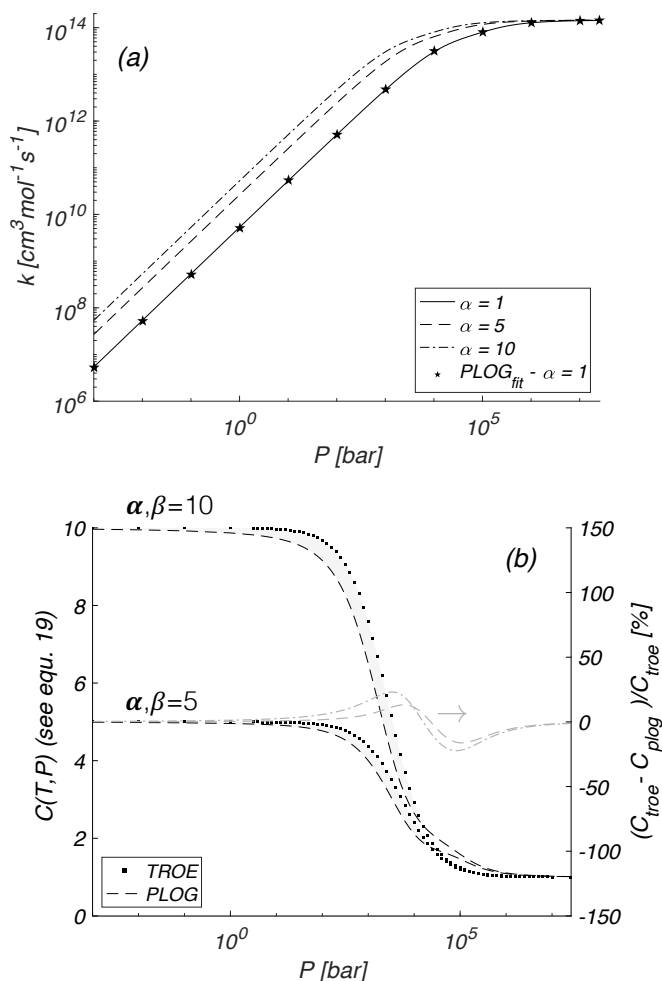 (a)
10^14
10^12
10^10
10^8
10^6
k [cm^3 mol^-1 s^-1]
α = 1
α = 5
α = 10
PLOG_fit - α = 1
10^0
10^5
P [bar]
α,β=10
(b)
10
8
6
4
2
0
C(T,P) (see equ. 19)
α,β=5
150
100
50
0
-50
-100
-150
(C_troe - C_plog)/C_troe [%]
TROE
PLOG
10^0
10^5
P [bar]